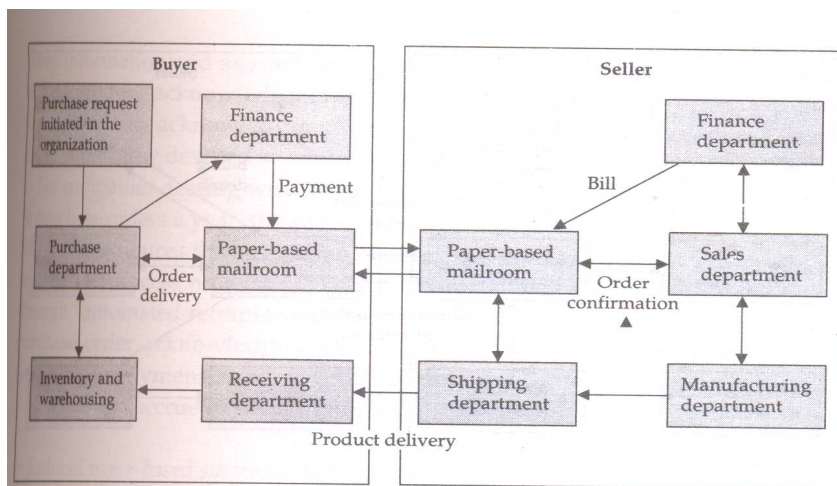 Buyer
Seller
Purchase request
initiated in the
organization
Finance
department
Finance
department
Payment
Bill
Purchase
department
Order
delivery
Paper-based
mailroom
Paper-based
mailroom
Order
confirmation
Sales
department
Inventory and
warehousing
Receiving
department
Shipping
department
Manufacturing
department
Product delivery